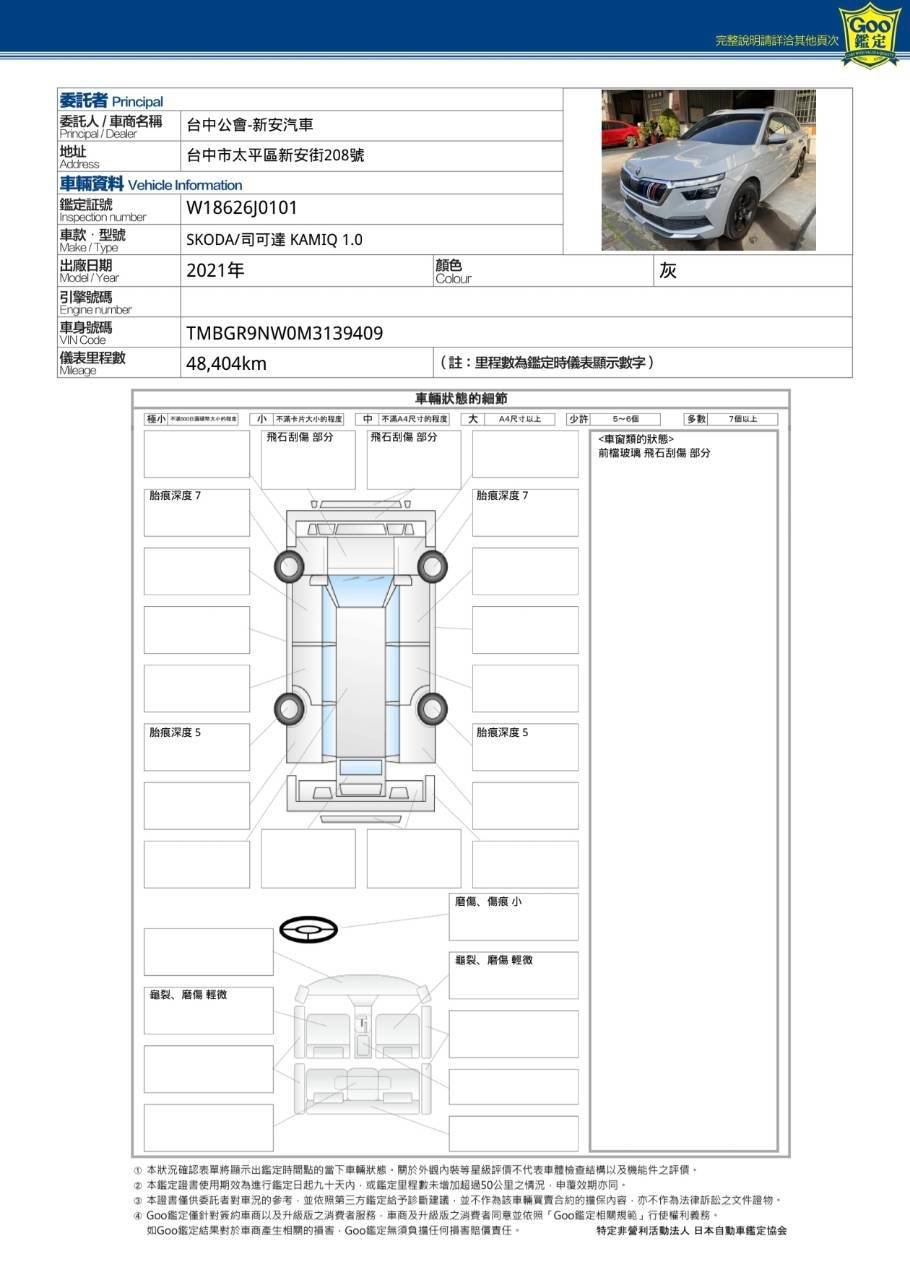 完整說明請詳洽其他頁次
Goo
鑑定
委託者 Principal
委託人 / 車商名稱
Principal / Dealer
台中公會-新安汽車
地址
Address
台中市太平區新安街208號
車輛資料 Vehicle Information
鑑定証號
Inspection number
W18626J0101
車款．型號
Make / Type
SKODA/司可達 KAMIQ 1.0
出廠日期
Model / Year
2021年
顏色
Colour
灰
引擎號碼
Engine number
車身號碼
VIN Code
TMBGR9NW0M3139409
儀表里程數
Mileage
48,404km
（註：里程數為鑑定時儀表顯示數字）
車輛狀態的細節
極小 不滿500日圓硬幣大小的程度 小 不滿卡片大小的程度 中 不滿A4尺寸的程度 大 A4尺寸以上 少許 5～6個 多數 7個以上
飛石刮傷 部分
飛石刮傷 部分
<車窗類的狀態>
前檔玻璃 飛石刮傷 部分
胎痕深度 7
胎痕深度 7
胎痕深度 5
胎痕深度 5
磨傷、傷痕 小
龜裂、磨傷 輕微
龜裂、磨傷 輕微
① 本狀況確認表單將顯示出鑑定時間點的當下車輛狀態。關於外觀內裝等星級評價不代表車體檢查結構以及機能件之評價。
② 本鑑定證書使用期效為進行鑑定日起九十天內，或鑑定里程數未增加超過50公里之情況，申覆效期亦同。
③ 本證書僅供委託者對車況的參考，並依照第三方鑑定給予診斷建議，並不作為該車輛買賣合約的擔保內容，亦不作為法律訴訟之文件證物。
④ Goo鑑定僅針對簽約車商以及升級版之消費者服務，車商及升級版之消費者同意並依照「Goo鑑定相關規範」行使權利義務。
如Goo鑑定結果對於車商產生相關的損害，Goo鑑定無須負擔任何損害賠償責任。
特定非營利活動法人 日本自動車鑑定協会